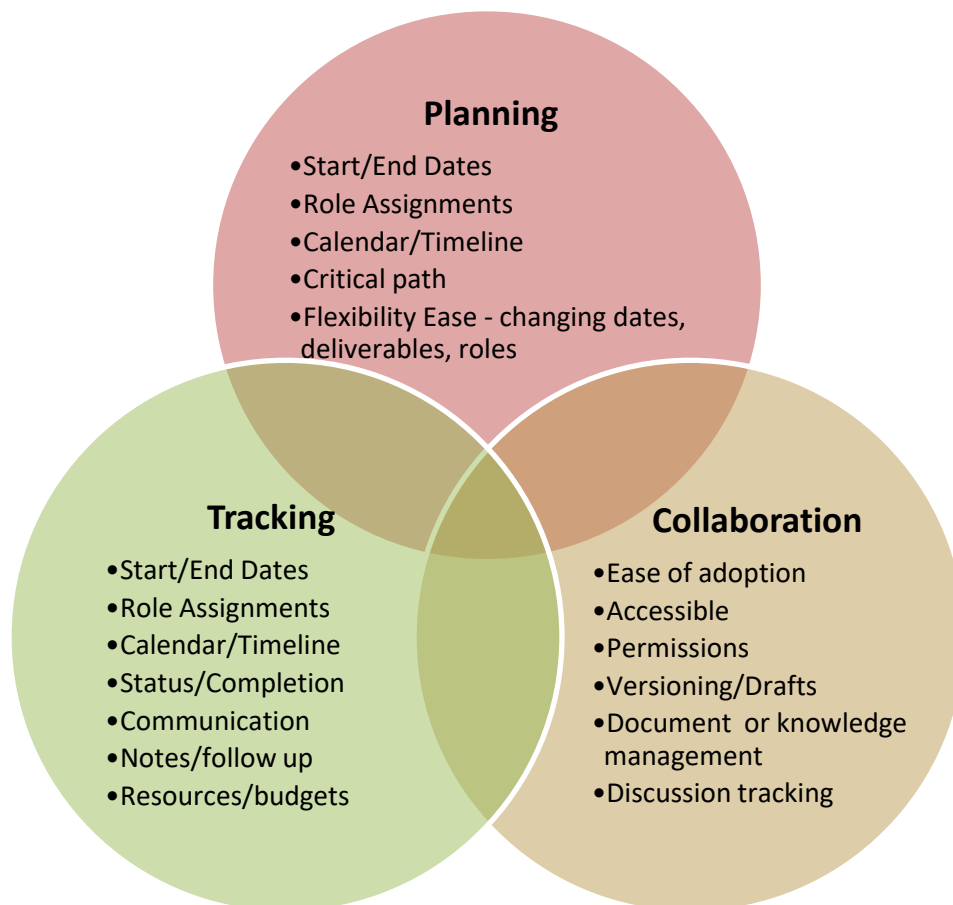 Planning
•Start/End Dates
•Role Assignments
•Calendar/Timeline
•Critical path
•Flexibility Ease - changing dates,
deliverables, roles
Tracking
•Start/End Dates
•Role Assignments
•Calendar/Timeline
•Status/Completion
•Communication
•Notes/follow up
•Resources/budgets
Collaboration
•Ease of adoption
•Accessible
•Permissions
•Versioning/Drafts
•Document  or knowledge
management
•Discussion tracking